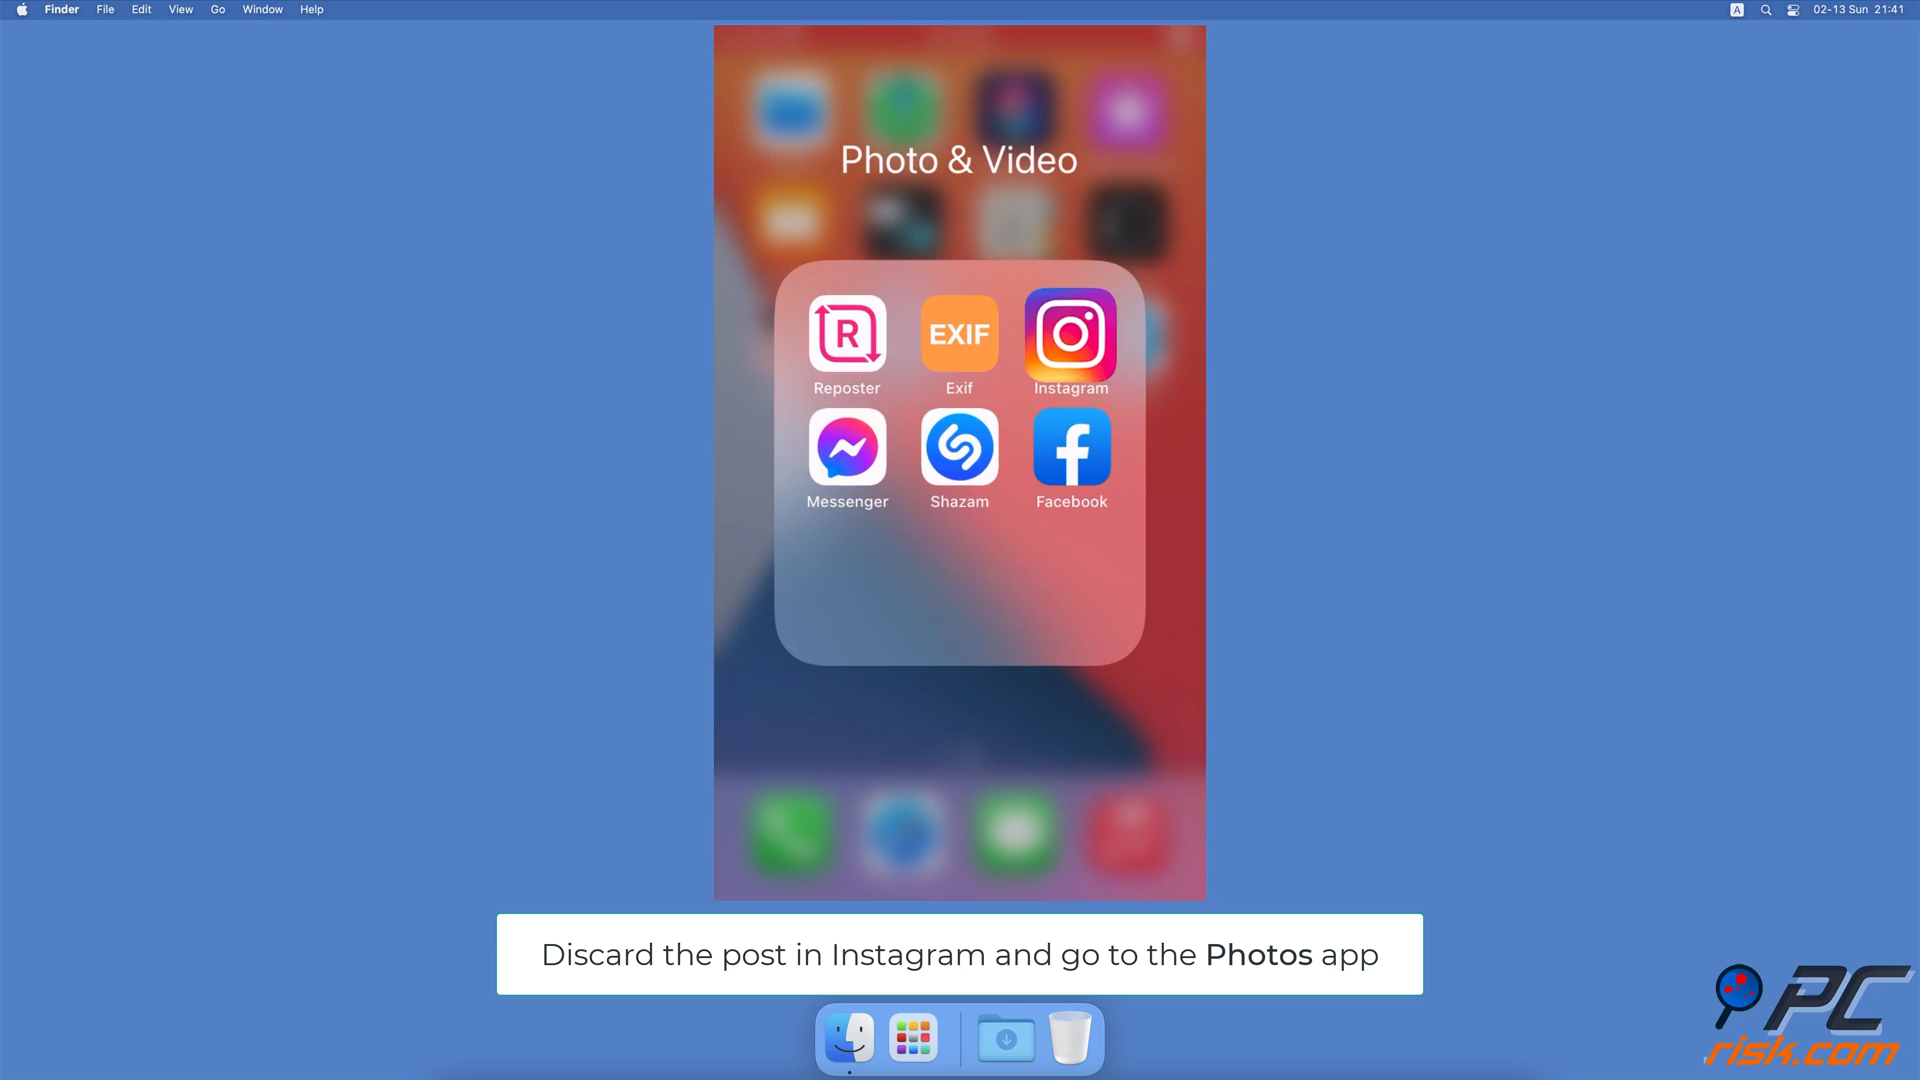 Finder File Edit View Go Window Help A 02-13 Sun 21:41
Photo & Video
R EXIF
Reposter Exif Instagram
Messenger Shazam Facebook
Discard the post in Instagram and go to the Photos app
PC
risk.com